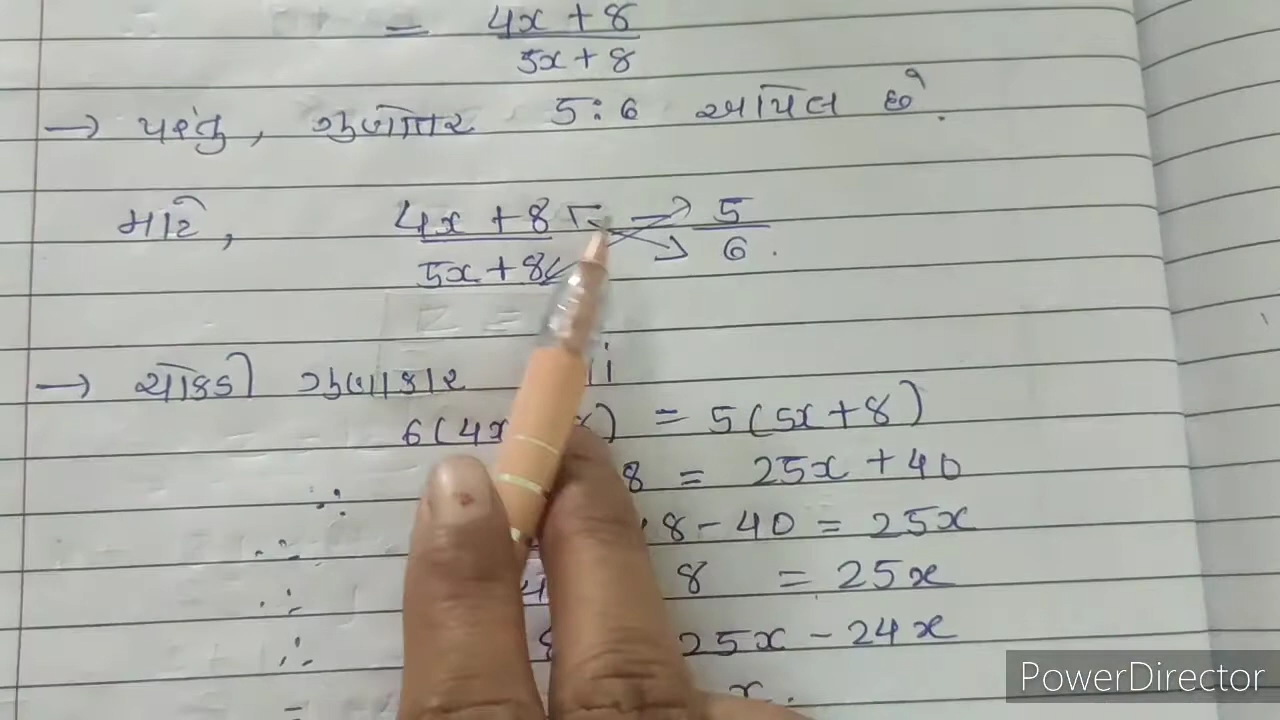 = 4x + 8
5x + 8
→ પરંતુ, ગુણોત્તર 5:6 આપેલ છે.
માટે, 4x + 8 = 5
5x + 8 6.
→ ચોકડી ગુણાકાર
6(4x ) = 5(5x + 8)
∴ 8 = 25x + 40
∴ 8 - 40 = 25x
∴ 8 = 25x
∴ 25x - 24x
= x.
PowerDirector